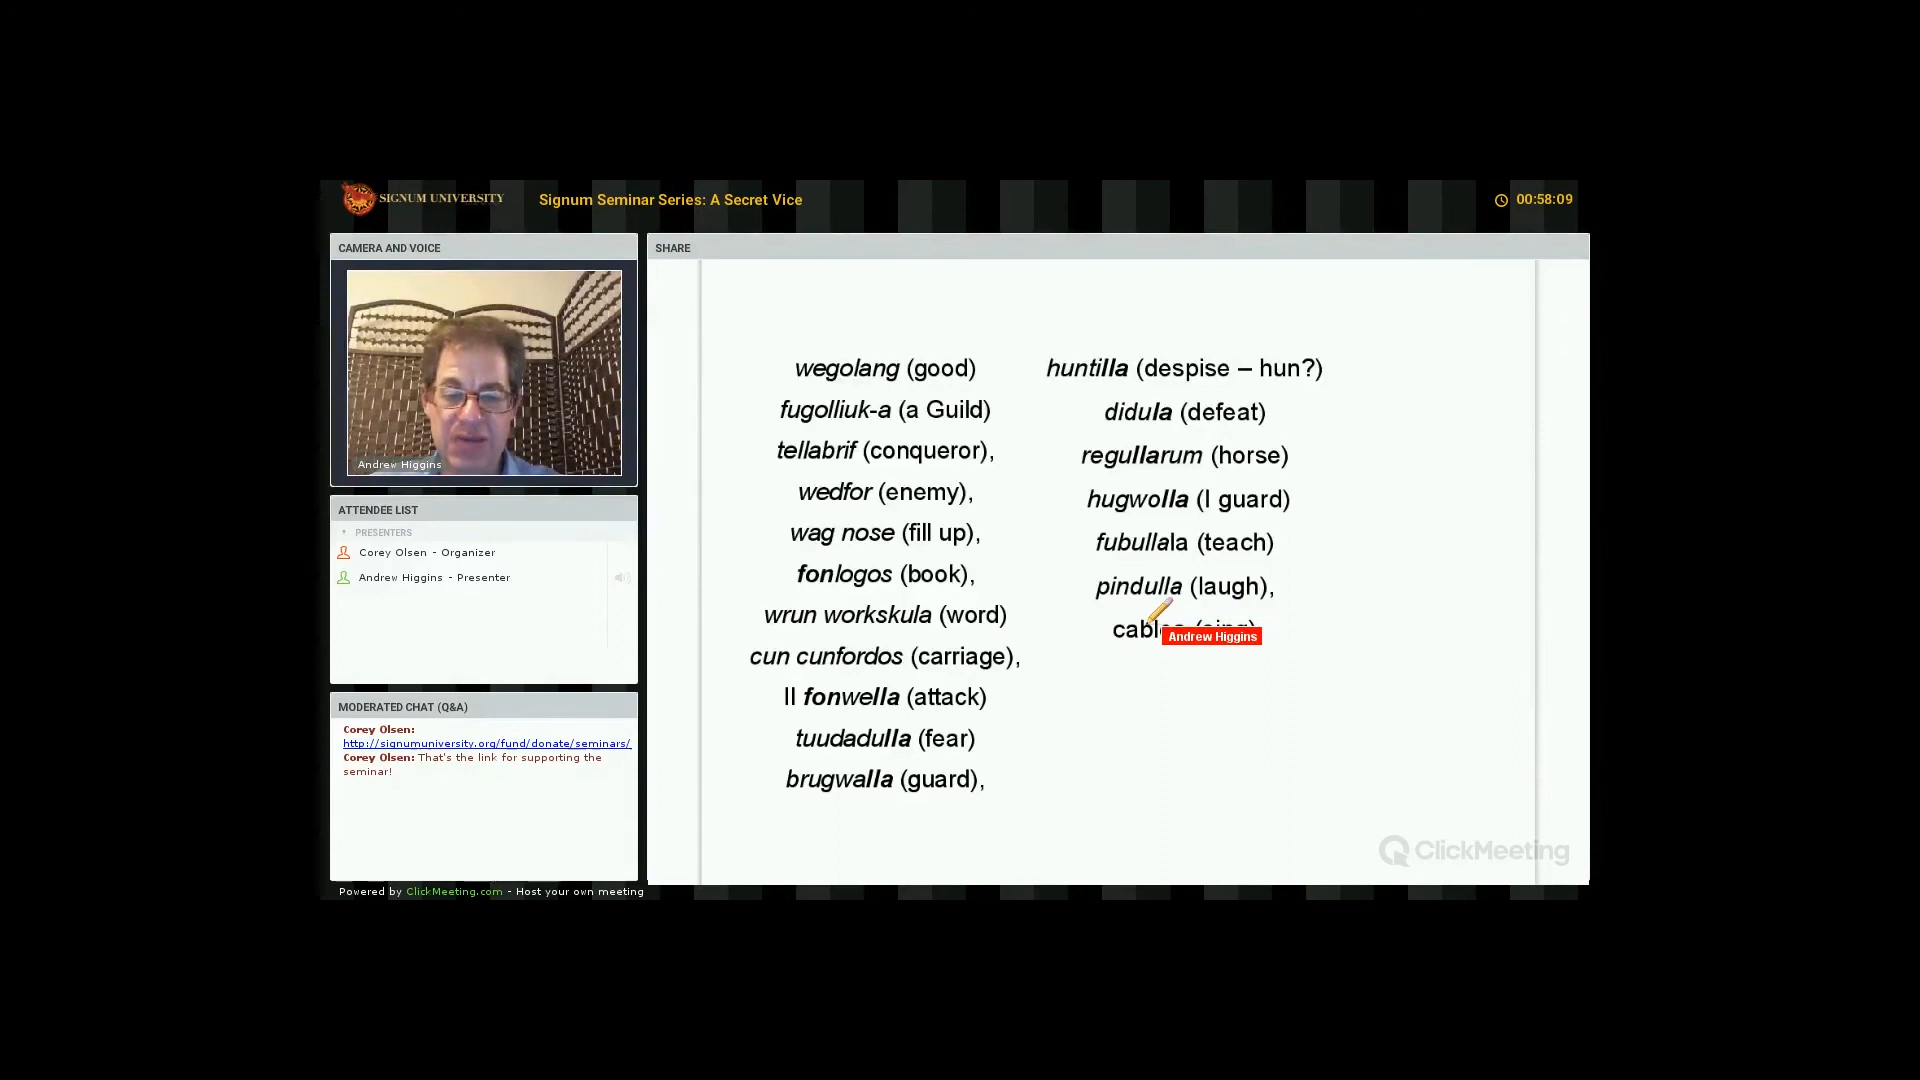 SIGNUM UNIVERSITY
Signum Seminar Series: A Secret Vice
00:58:09
CAMERA AND VOICE
Andrew Higgins
ATTENDEE LIST
PRESENTERS
Corey Olsen - Organizer
Andrew Higgins - Presenter
MODERATED CHAT (Q&A)
Corey Olsen:
http://signumuniversity.org/fund/donate/seminars/
Corey Olsen: That's the link for supporting the
seminar!
Powered by ClickMeeting.com - Host your own meeting
SHARE
wegolang (good)
fugolliuk-a (a Guild)
tellabrif (conqueror),
wedfor (enemy),
wag nose (fill up),
fonlogos (book),
wrun workskula (word)
cun cunfordos (carriage),
II fonwella (attack)
tuudadulla (fear)
brugwalla (guard),
huntilla (despise – hun?)
didula (defeat)
regullarum (horse)
hugwolla (I guard)
fubullala (teach)
pindulla (laugh),
Andrew Higgins
ClickMeeting